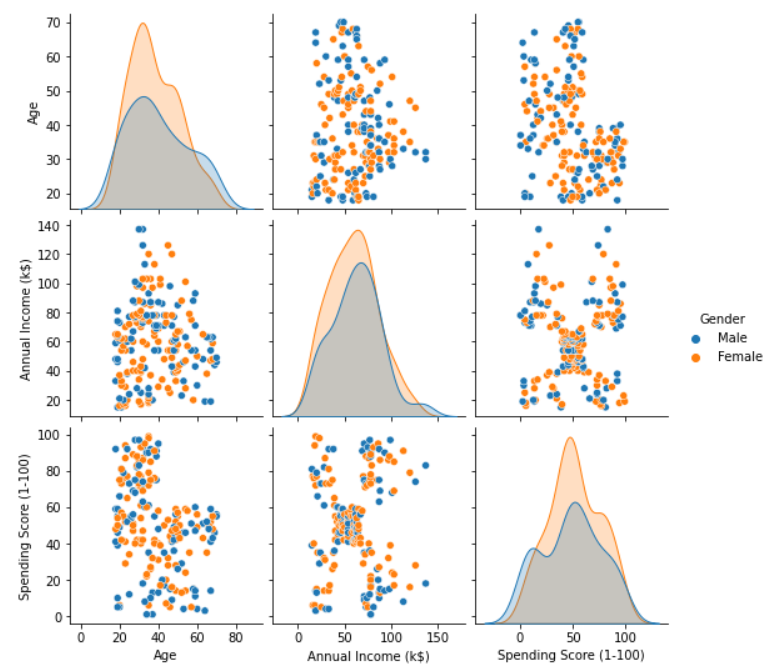 70
60
50
40
30
20
Age
140
120
100
80
60
40
20
Annual Income (k$)
Gender
Male
Female
100
80
60
40
20
0
Spending Score (1-100)
0 20 40 60 80
0 50 100 150
0 50 100
Age
Annual Income (k$)
Spending Score (1-100)